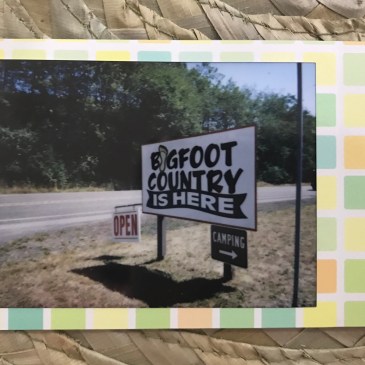 BIGFOOT
COUNTRY
IS HERE
OPEN
CAMPING